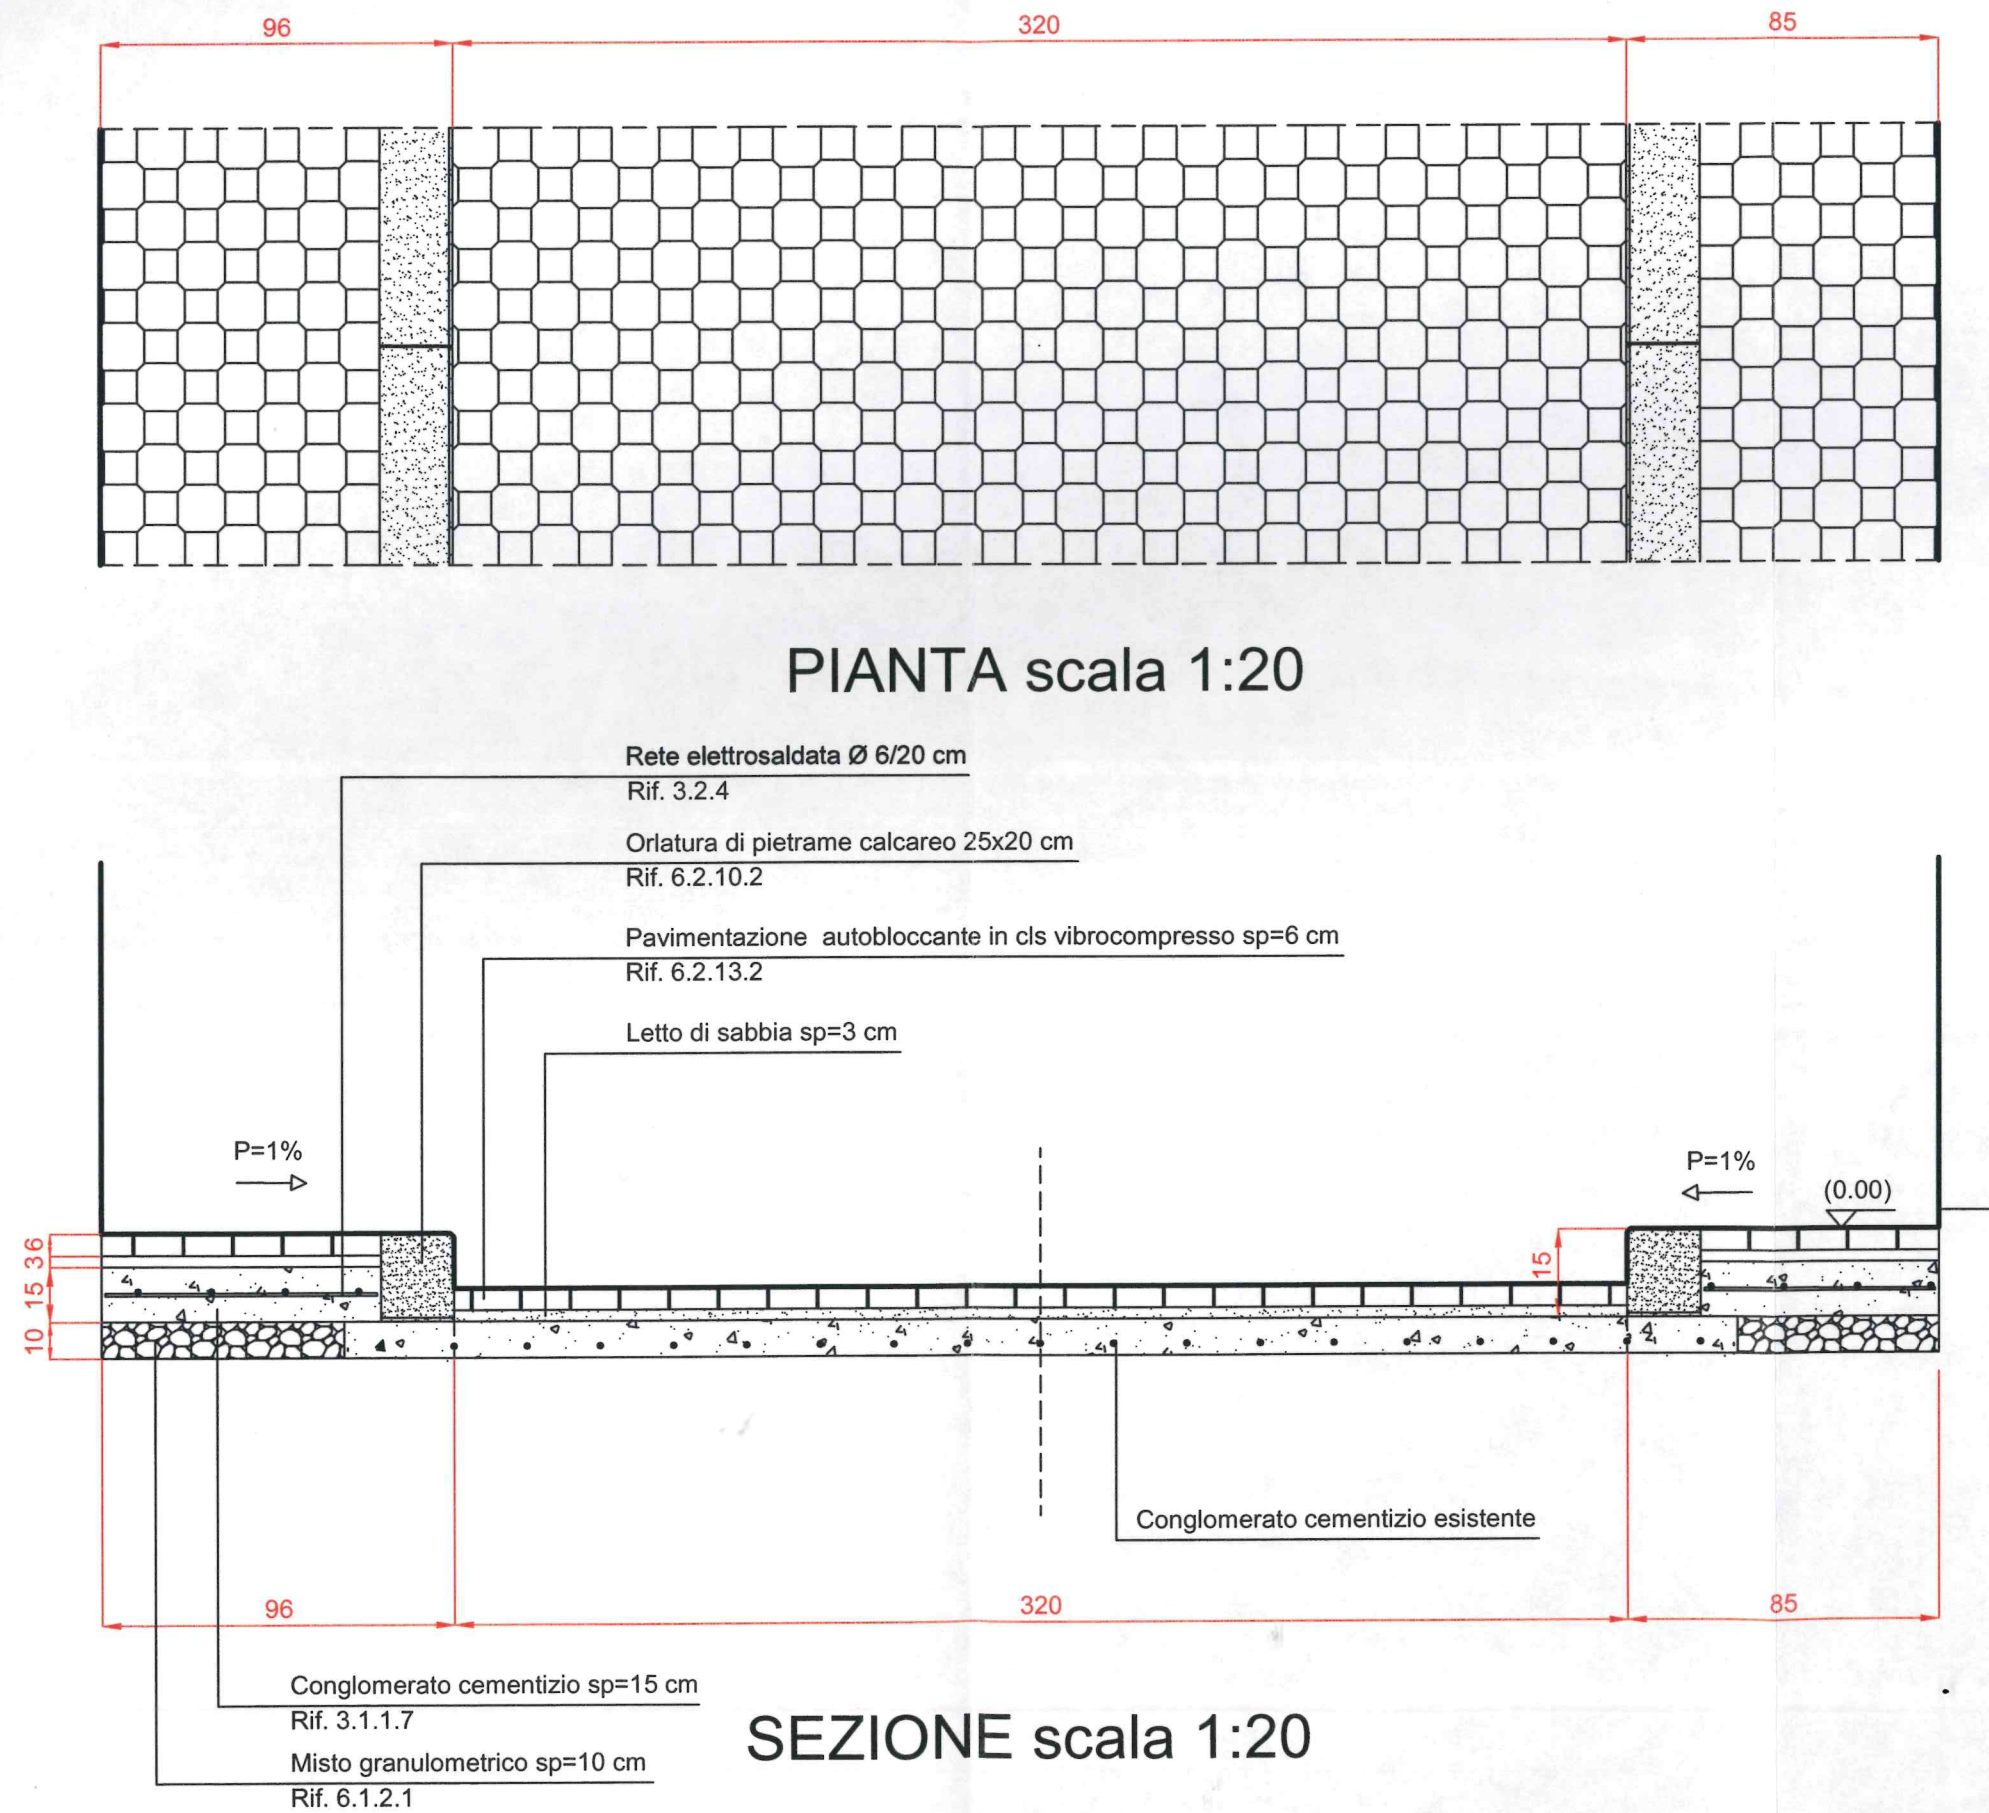 96
320
85
PIANTA scala 1:20
Rete elettrosaldata Ø 6/20 cm
Rif. 3.2.4
Orlatura di pietrame calcareo 25x20 cm
Rif. 6.2.10.2
Pavimentazione autobloccante in cls vibrocompresso sp=6 cm
Rif. 6.2.13.2
Letto di sabbia sp=3 cm
P=1%
P=1%
(0.00)
6
3
15
10
15
Conglomerato cementizio esistente
96
320
85
Conglomerato cementizio sp=15 cm
Rif. 3.1.1.7
SEZIONE scala 1:20
Misto granulometrico sp=10 cm
Rif. 6.1.2.1